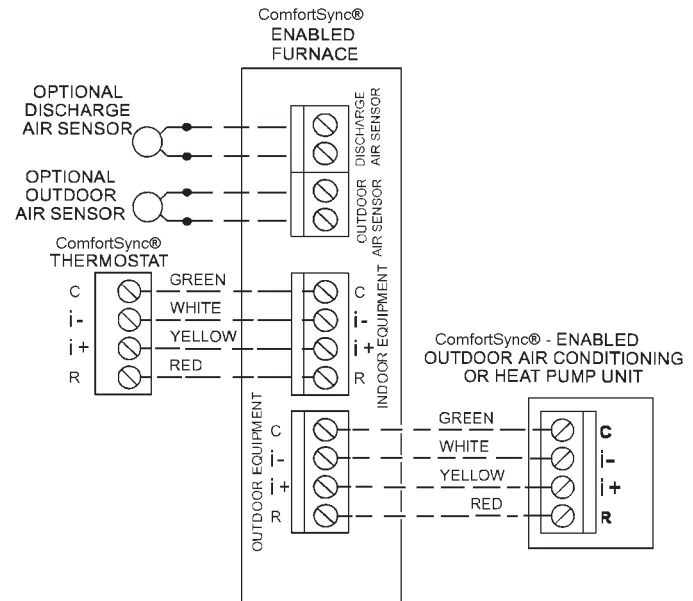 ComfortSync®
ENABLED
FURNACE
OPTIONAL
DISCHARGE
AIR SENSOR
DISCHARGE
AIR SENSOR
OPTIONAL
OUTDOOR
AIR SENSOR
OUTDOOR
AIR SENSOR
ComfortSync®
THERMOSTAT
C
i-
i+
R
GREEN
WHITE
YELLOW
RED
C
i-
i+
R
INDOOR EQUIPMENT
ComfortSync® - ENABLED
OUTDOOR AIR CONDITIONING
OR HEAT PUMP UNIT
OUTDOOR EQUIPMENT
C
i-
i+
R
GREEN
WHITE
YELLOW
RED
C
i-
i+
R